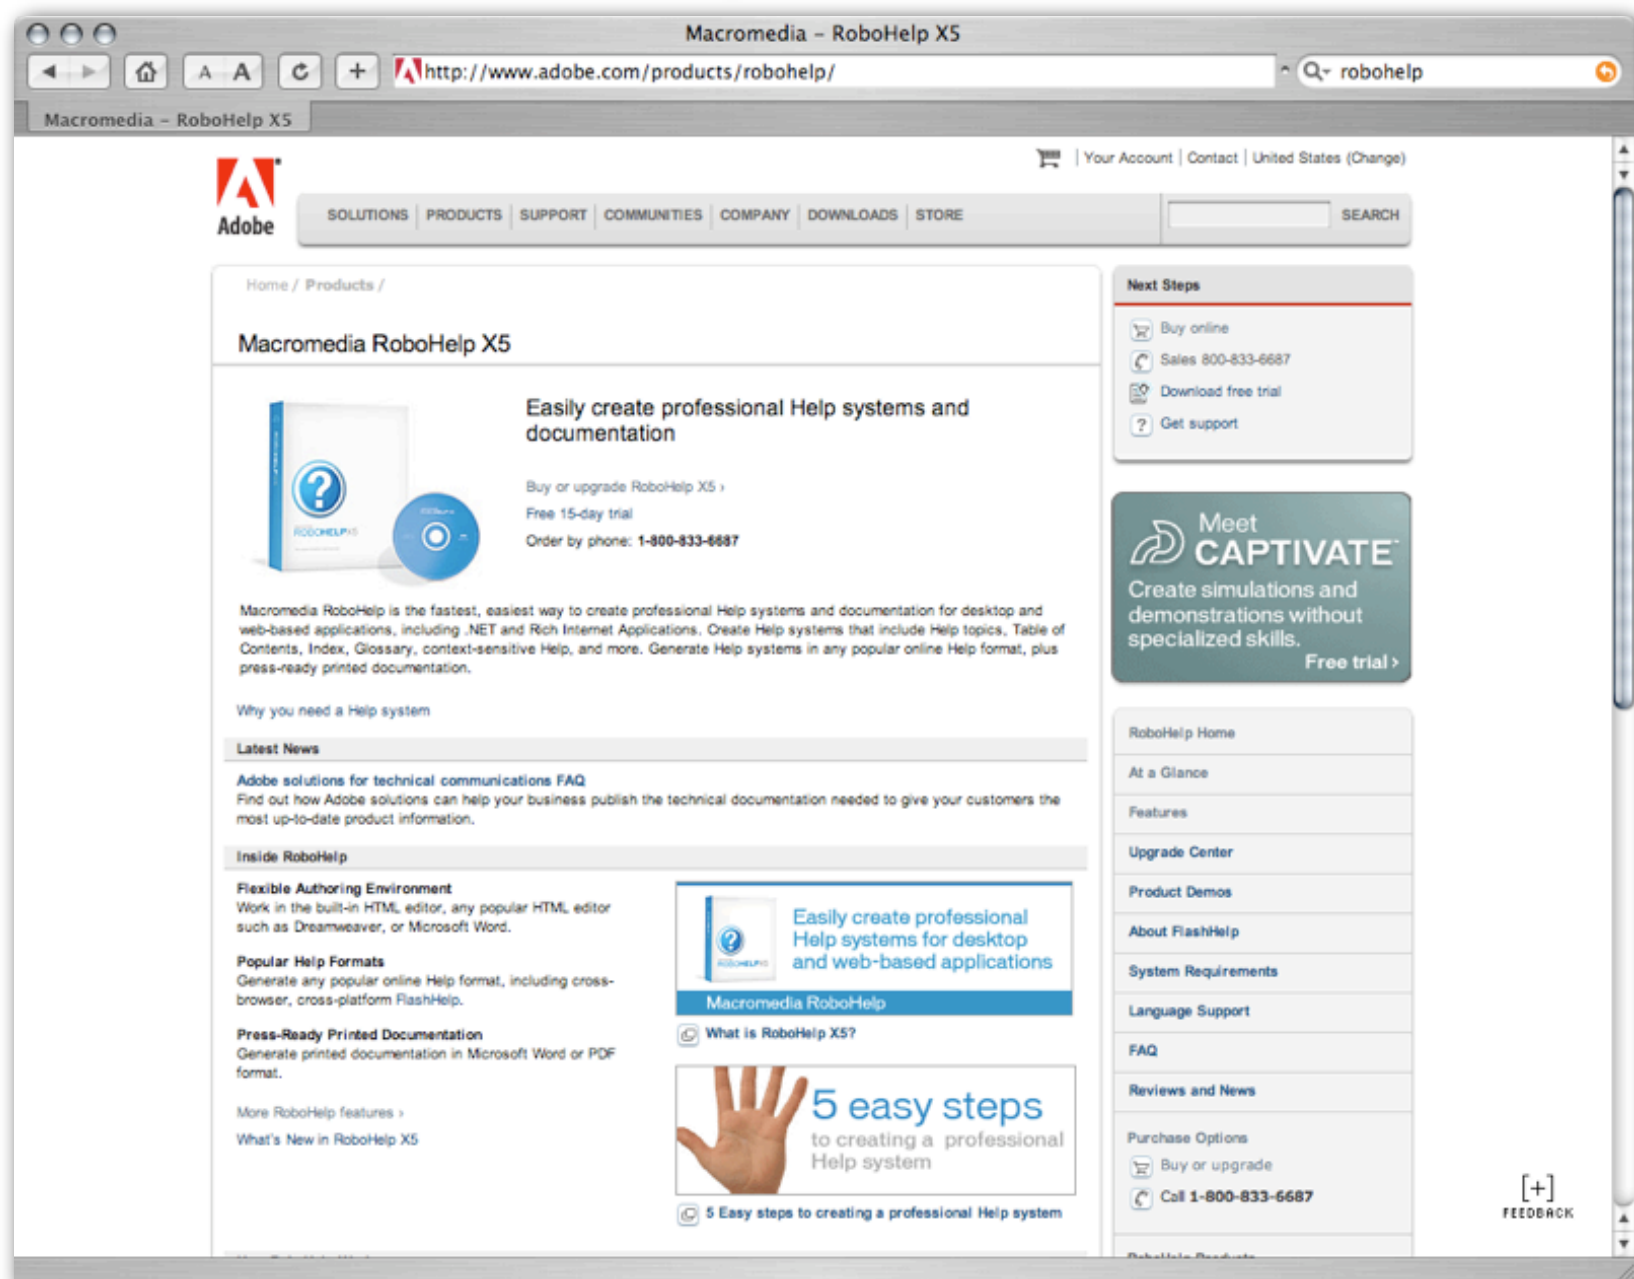 Macromedia – RoboHelp X5
A A + http://www.adobe.com/products/robohelp/ robohelp
Macromedia – RoboHelp X5
Your Account | Contact | United States (Change)
Adobe
SOLUTIONS PRODUCTS SUPPORT COMMUNITIES COMPANY DOWNLOADS STORE SEARCH
Home / Products /
Macromedia RoboHelp X5
Easily create professional Help systems and
documentation
Buy or upgrade RoboHelp X5 ›
Free 15-day trial
Order by phone: 1-800-833-6687
ROBOHELP X5
Macromedia RoboHelp is the fastest, easiest way to create professional Help systems and documentation for desktop and
web-based applications, including .NET and Rich Internet Applications. Create Help systems that include Help topics, Table of
Contents, Index, Glossary, context-sensitive Help, and more. Generate Help systems in any popular online Help format, plus
press-ready printed documentation.
Why you need a Help system
Latest News
Adobe solutions for technical communications FAQ
Find out how Adobe solutions can help your business publish the technical documentation needed to give your customers the
most up-to-date product information.
Inside RoboHelp
Flexible Authoring Environment
Work in the built-in HTML editor, any popular HTML editor
such as Dreamweaver, or Microsoft Word.
Popular Help Formats
Generate any popular online Help format, including cross-
browser, cross-platform FlashHelp.
Press-Ready Printed Documentation
Generate printed documentation in Microsoft Word or PDF
format.
More RoboHelp features ›
What's New in RoboHelp X5
Easily create professional
Help systems for desktop
and web-based applications
ROBOHELP X5
Macromedia RoboHelp
What is RoboHelp X5?
5 easy steps
to creating a professional
Help system
5 Easy steps to creating a professional Help system
Next Steps
Buy online
Sales 800-833-6687
Download free trial
Get support
Meet
CAPTIVATE™
Create simulations and
demonstrations without
specialized skills.
Free trial ›
RoboHelp Home
At a Glance
Features
Upgrade Center
Product Demos
About FlashHelp
System Requirements
Language Support
FAQ
Reviews and News
Purchase Options
Buy or upgrade
Call 1-800-833-6687
RoboHelp Products
[+]
FEEDBACK